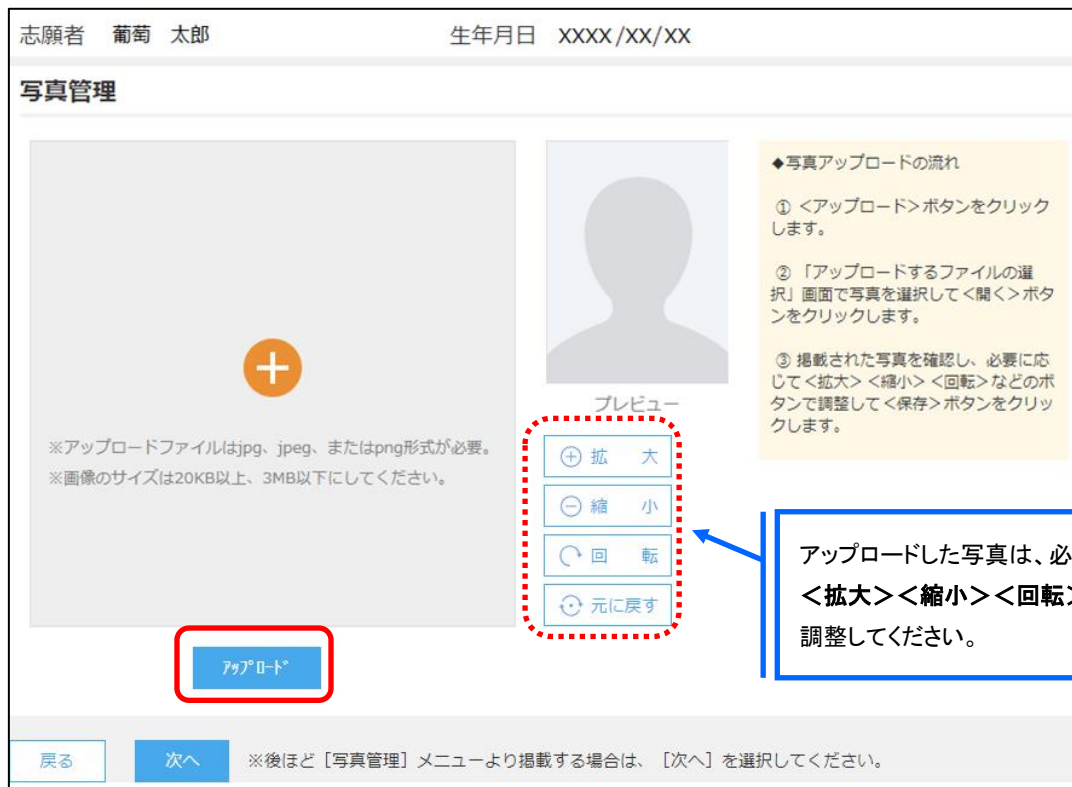 志願者 葡萄 太郎 生年月日 XXXX/XX/XX
写真管理
※アップロードファイルはjpg、jpeg、またはpng形式が必要。
※画像のサイズは20KB以上、3MB以下にしてください。
アップロード
プレビュー
拡 大
縮 小
回 転
元に戻す
◆写真アップロードの流れ
① <アップロード>ボタンをクリック
します。
② 「アップロードするファイルの選
択」画面で写真を選択して<開く>ボタ
ンをクリックします。
③ 掲載された写真を確認し、必要に応
じて<拡大> <縮小> <回転>などのボ
タンで調整して<保存>ボタンをクリッ
クします。
アップロードした写真は、必
<拡大><縮小><回転>
調整してください。
戻る 次へ ※後ほど［写真管理］メニューより掲載する場合は、［次へ］を選択してください。